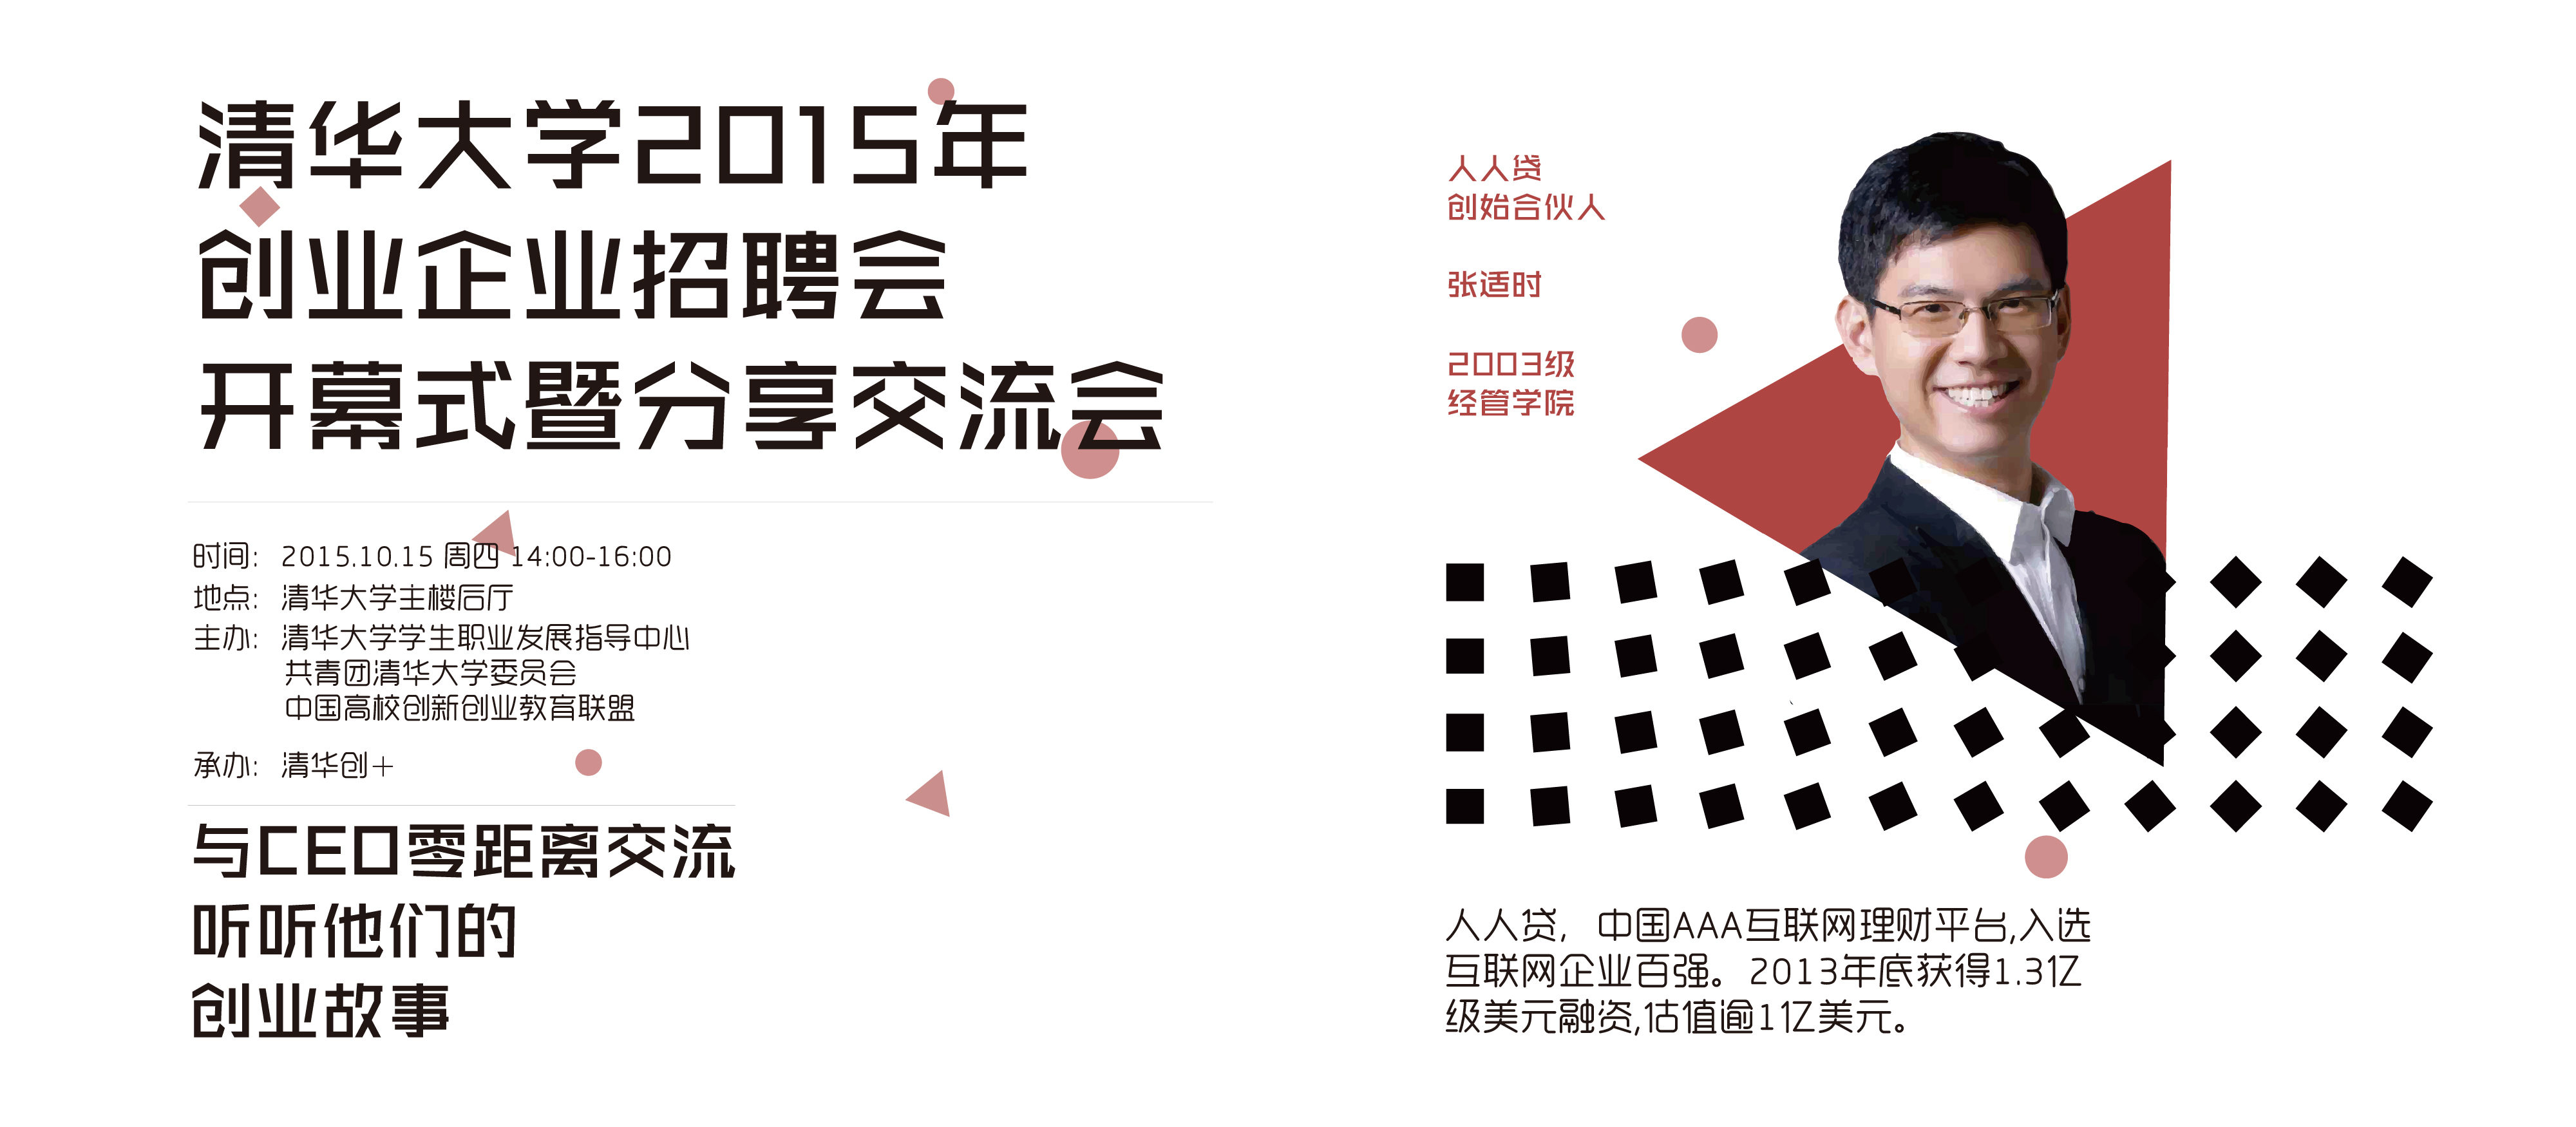 清华大学2015年
创业企业招聘会
开幕式暨分享交流会
时间: 2015.10.15 周四 14:00-16:00
地点: 清华大学主楼后厅
主办: 清华大学学生职业发展指导中心
共青团清华大学委员会
中国高校创新创业教育联盟
承办: 清华创+
与CEO零距离交流
听听他们的
创业故事
人人贷
创始合伙人
张适时
2003级
经管学院
人人贷, 中国AAA互联网理财平台,入选
互联网企业百强。2013年底获得1.3亿
级美元融资,估值逾11亿美元。